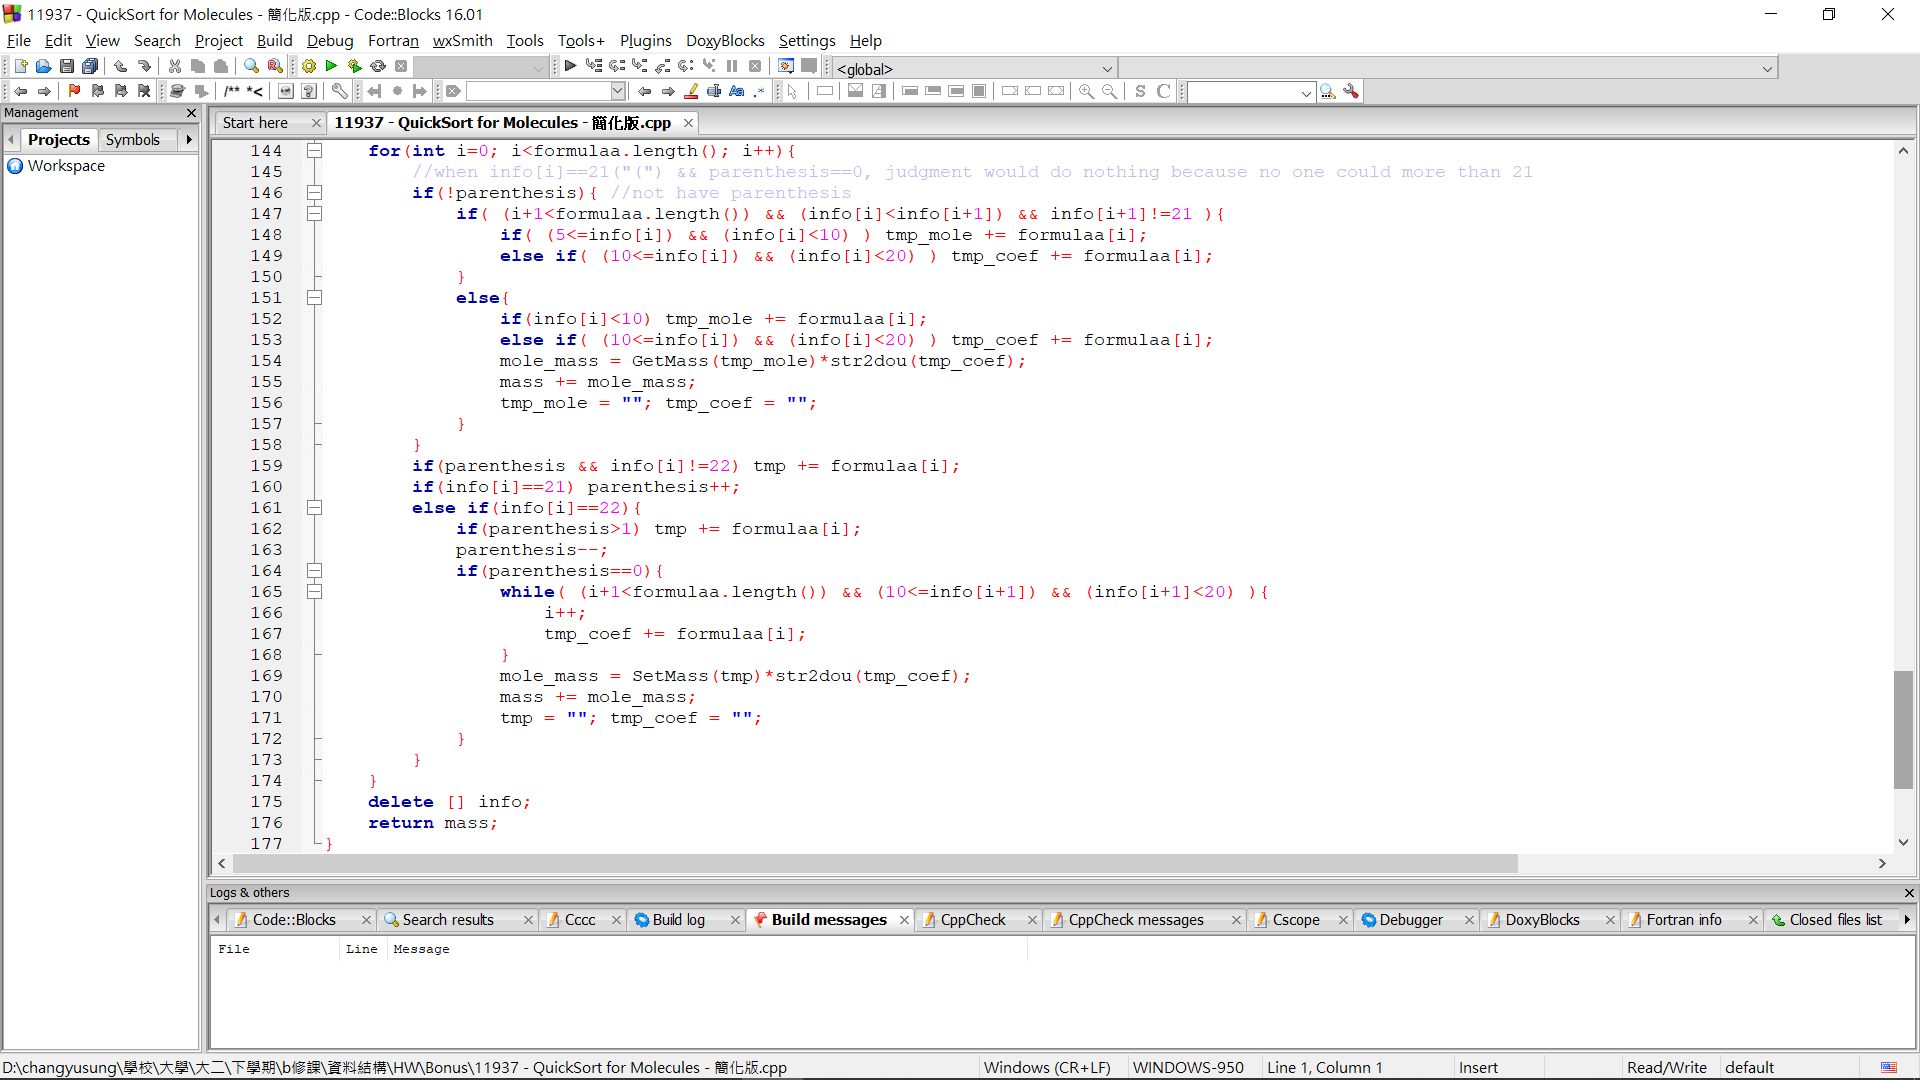 11937 - QuickSort for Molecules - 簡化版.cpp - Code::Blocks 16.01
File Edit View Search Project Build Debug Fortran wxSmith Tools Tools+ Plugins DoxyBlocks Settings Help
<global>
/** *<
Aa .*
S C
Management
Projects Symbols
Workspace
Start here
11937 - QuickSort for Molecules - 簡化版.cpp
144 for(int i=0; i<formulaa.length(); i++){
145 //when info[i]==21("(") && parenthesis==0, judgment would do nothing because no one could more than 21
146 if(!parenthesis){ //not have parenthesis
147 if( (i+1<formulaa.length()) && (info[i]<info[i+1]) && info[i+1]!=21 ){
148 if( (5<=info[i]) && (info[i]<10) ) tmp_mole += formulaa[i];
149 else if( (10<=info[i]) && (info[i]<20) ) tmp_coef += formulaa[i];
150 }
151 else{
152 if(info[i]<10) tmp_mole += formulaa[i];
153 else if( (10<=info[i]) && (info[i]<20) ) tmp_coef += formulaa[i];
154 mole_mass = GetMass(tmp_mole)*str2dou(tmp_coef);
155 mass += mole_mass;
156 tmp_mole = ""; tmp_coef = "";
157 }
158 }
159 if(parenthesis && info[i]!=22) tmp += formulaa[i];
160 if(info[i]==21) parenthesis++;
161 else if(info[i]==22){
162 if(parenthesis>1) tmp += formulaa[i];
163 parenthesis--;
164 if(parenthesis==0){
165 while( (i+1<formulaa.length()) && (10<=info[i+1]) && (info[i+1]<20) ){
166 i++;
167 tmp_coef += formulaa[i];
168 }
169 mole_mass = SetMass(tmp)*str2dou(tmp_coef);
170 mass += mole_mass;
171 tmp = ""; tmp_coef = "";
172 }
173 }
174 }
175 delete [] info;
176 return mass;
177 }
Logs & others
Code::Blocks Search results Cccc Build log Build messages CppCheck CppCheck messages Cscope Debugger DoxyBlocks Fortran info Closed files list
File Line Message
D:\changyusung\學校\大學\大二\下學期\b修課\資料結構\HW\Bonus\11937 - QuickSort for Molecules - 簡化版.cpp Windows (CR+LF) WINDOWS-950 Line 1, Column 1 Insert Read/Write default